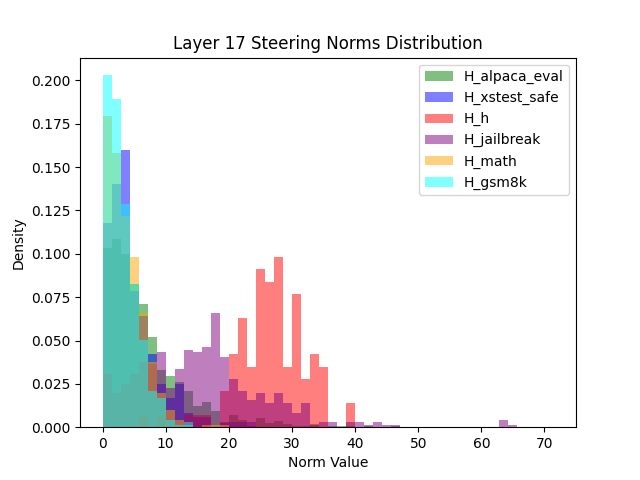 Layer 17 Steering Norms Distribution
H_alpaca_eval
H_xstest_safe
H_h
H_jailbreak
H_math
H_gsm8k
0.200
0.175
0.150
0.125
0.100
0.075
0.050
0.025
0.000
Density
0 10 20 30 40 50 60 70
Norm Value